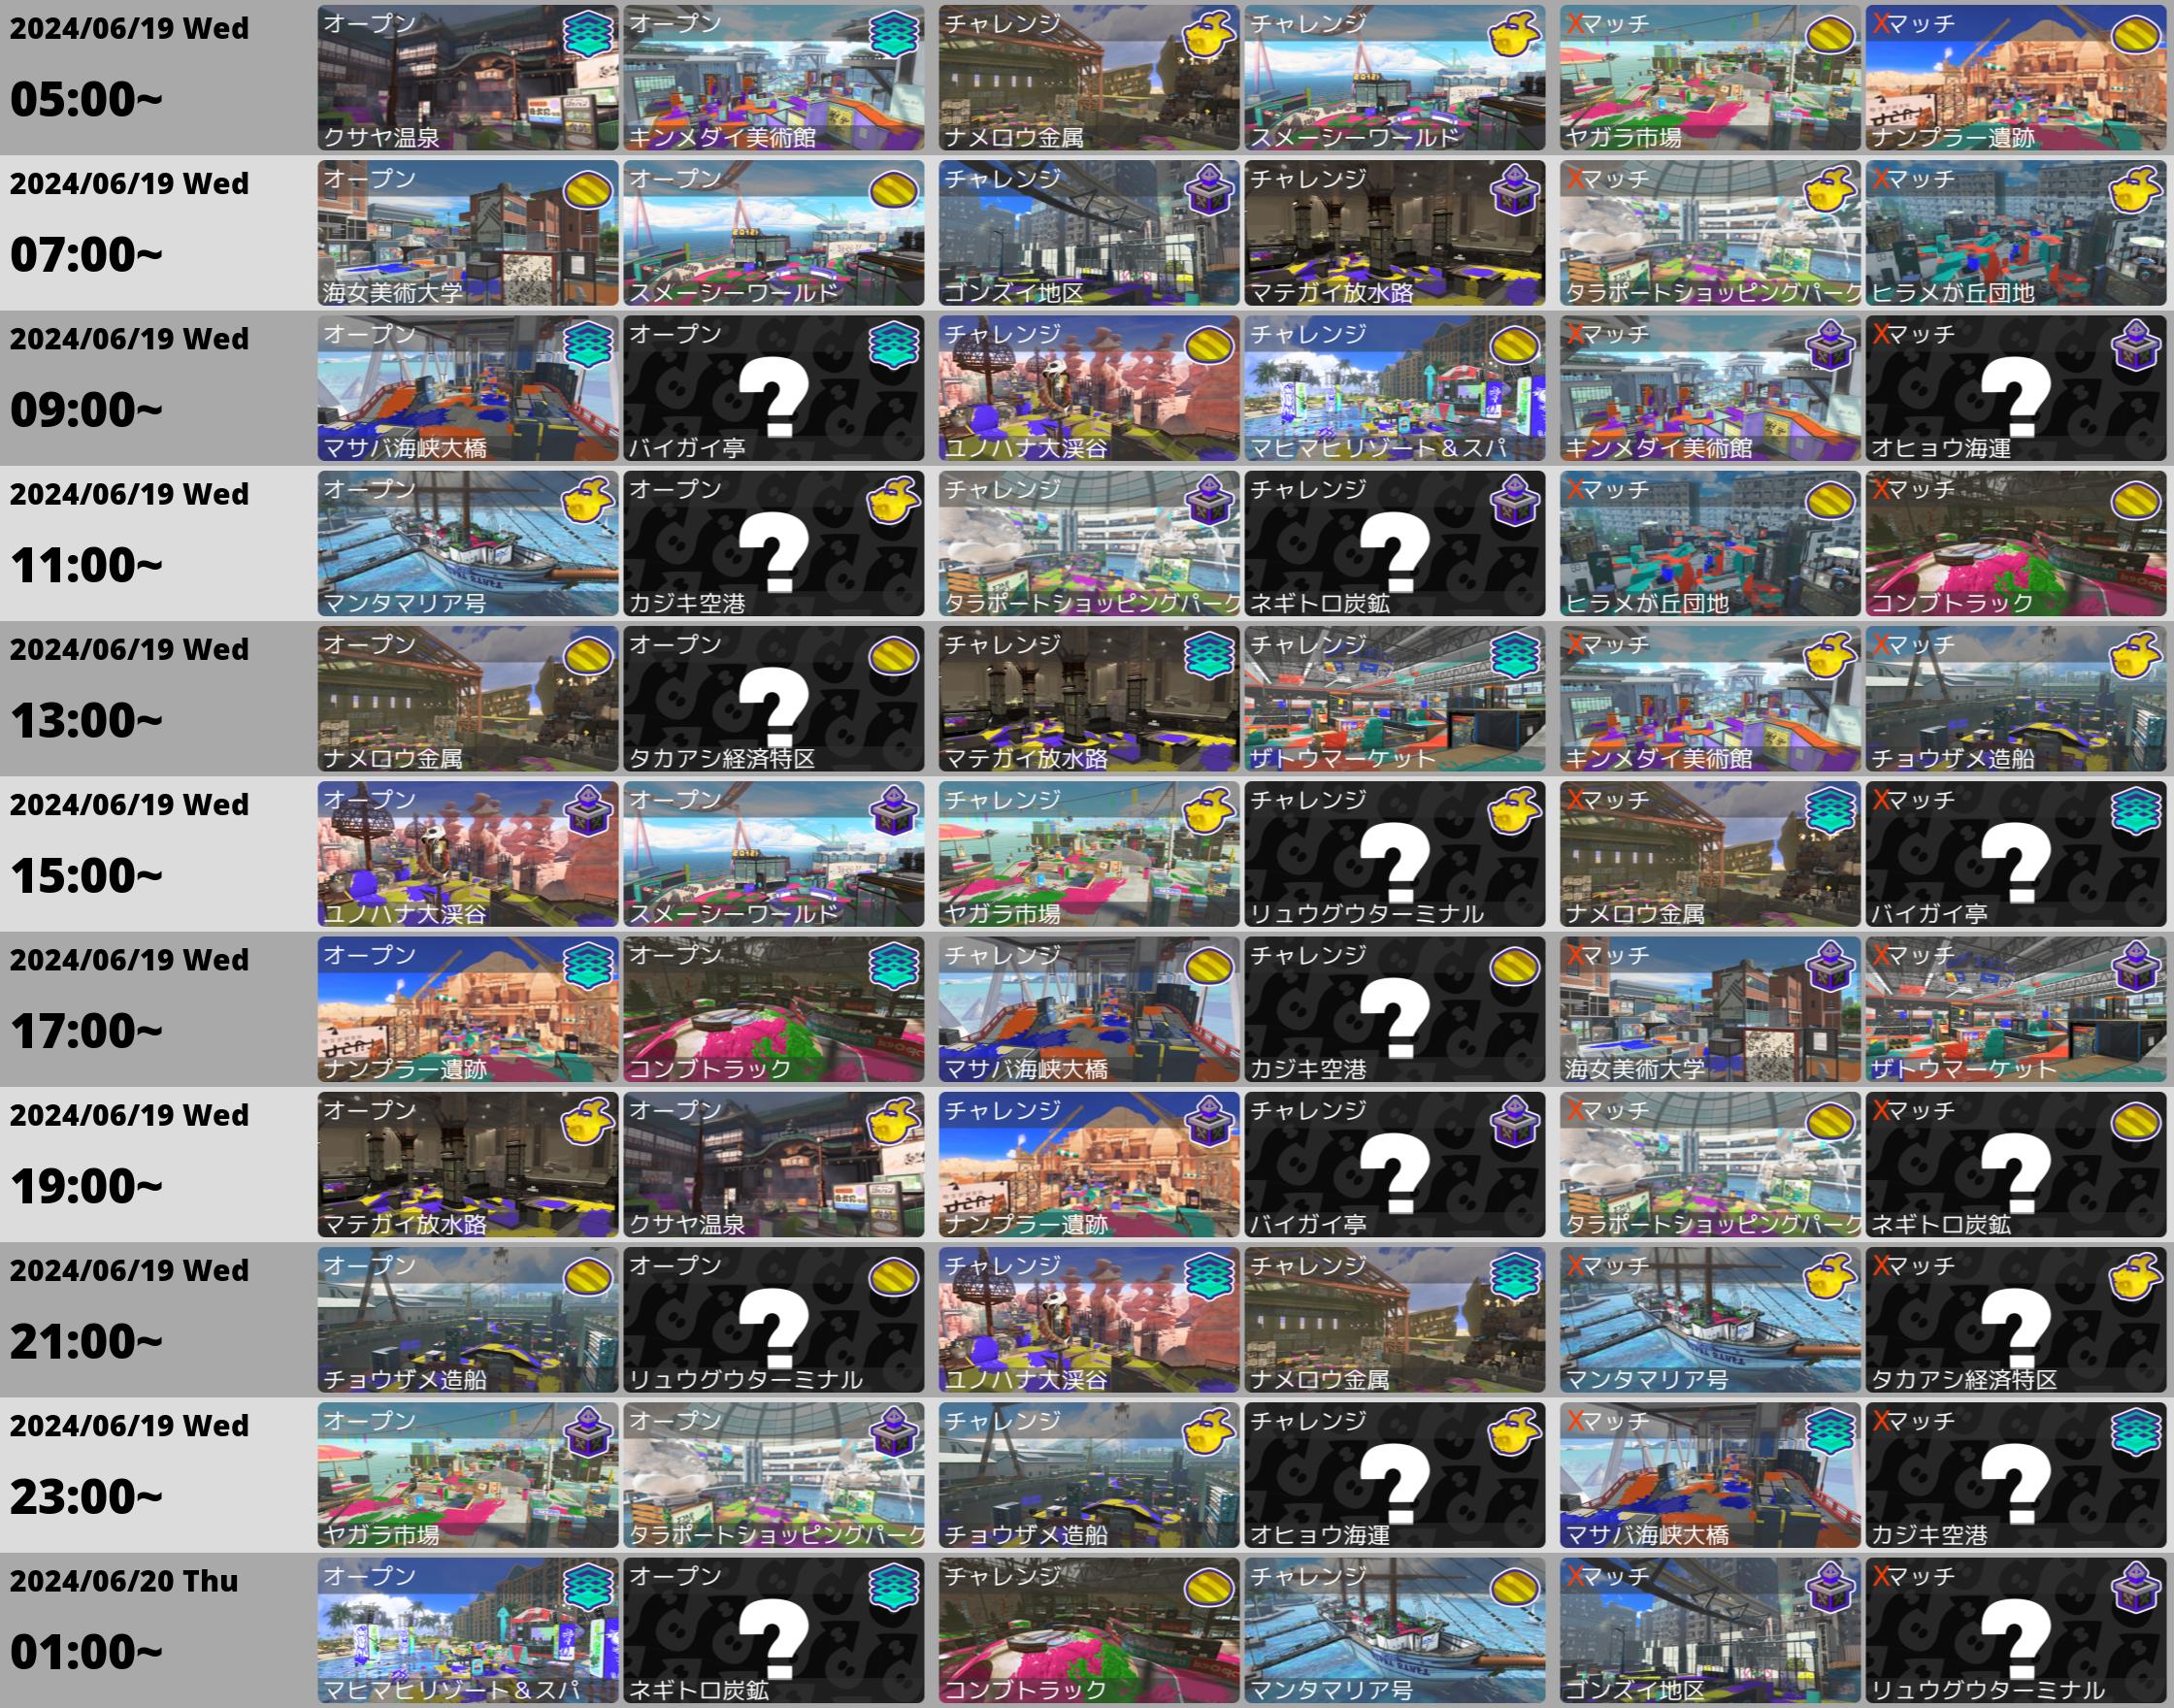 2024/06/19 Wed
05:00~
オープン
クサヤ温泉
オープン
キンメダイ美術館
チャレンジ
ナメロウ金属
チャレンジ
スメーシーワールド
Xマッチ
ヤガラ市場
Xマッチ
ナンプラー遺跡
2024/06/19 Wed
07:00~
オープン
海女美術大学
オープン
スメーシーワールド
チャレンジ
ゴンズイ地区
チャレンジ
マテガイ放水路
Xマッチ
タラポートショッピングパーク
Xマッチ
ヒラメが丘団地
2024/06/19 Wed
09:00~
オープン
マサバ海峡大橋
オープン
?
バイガイ亭
チャレンジ
ユノハナ大渓谷
チャレンジ
マヒマヒリゾート＆スパ
Xマッチ
キンメダイ美術館
Xマッチ
?
オヒョウ海運
2024/06/19 Wed
11:00~
オープン
マンタマリア号
オープン
?
カジキ空港
チャレンジ
タラポートショッピングパーク
チャレンジ
?
ネギトロ炭鉱
Xマッチ
ヒラメが丘団地
Xマッチ
コンブトラック
2024/06/19 Wed
13:00~
オープン
ナメロウ金属
オープン
?
タカアシ経済特区
チャレンジ
マテガイ放水路
チャレンジ
ザトウマーケット
Xマッチ
キンメダイ美術館
Xマッチ
チョウザメ造船
2024/06/19 Wed
15:00~
オープン
ユノハナ大渓谷
オープン
スメーシーワールド
チャレンジ
ヤガラ市場
チャレンジ
?
リュウグウターミナル
Xマッチ
ナメロウ金属
Xマッチ
?
バイガイ亭
2024/06/19 Wed
17:00~
オープン
ナンプラー遺跡
オープン
コンブトラック
チャレンジ
マサバ海峡大橋
チャレンジ
?
カジキ空港
Xマッチ
海女美術大学
Xマッチ
ザトウマーケット
2024/06/19 Wed
19:00~
オープン
マテガイ放水路
オープン
クサヤ温泉
チャレンジ
ナンプラー遺跡
チャレンジ
?
バイガイ亭
Xマッチ
タラポートショッピングパーク
Xマッチ
?
ネギトロ炭鉱
2024/06/19 Wed
21:00~
オープン
チョウザメ造船
オープン
?
リュウグウターミナル
チャレンジ
ユノハナ大渓谷
チャレンジ
ナメロウ金属
Xマッチ
マンタマリア号
Xマッチ
?
タカアシ経済特区
2024/06/19 Wed
23:00~
オープン
ヤガラ市場
オープン
タラポートショッピングパーク
チャレンジ
チョウザメ造船
チャレンジ
?
オヒョウ海運
Xマッチ
マサバ海峡大橋
Xマッチ
?
カジキ空港
2024/06/20 Thu
01:00~
オープン
マヒマヒリゾート＆スパ
オープン
?
ネギトロ炭鉱
チャレンジ
コンブトラック
チャレンジ
マンタマリア号
Xマッチ
ゴンズイ地区
Xマッチ
?
リュウグウターミナル